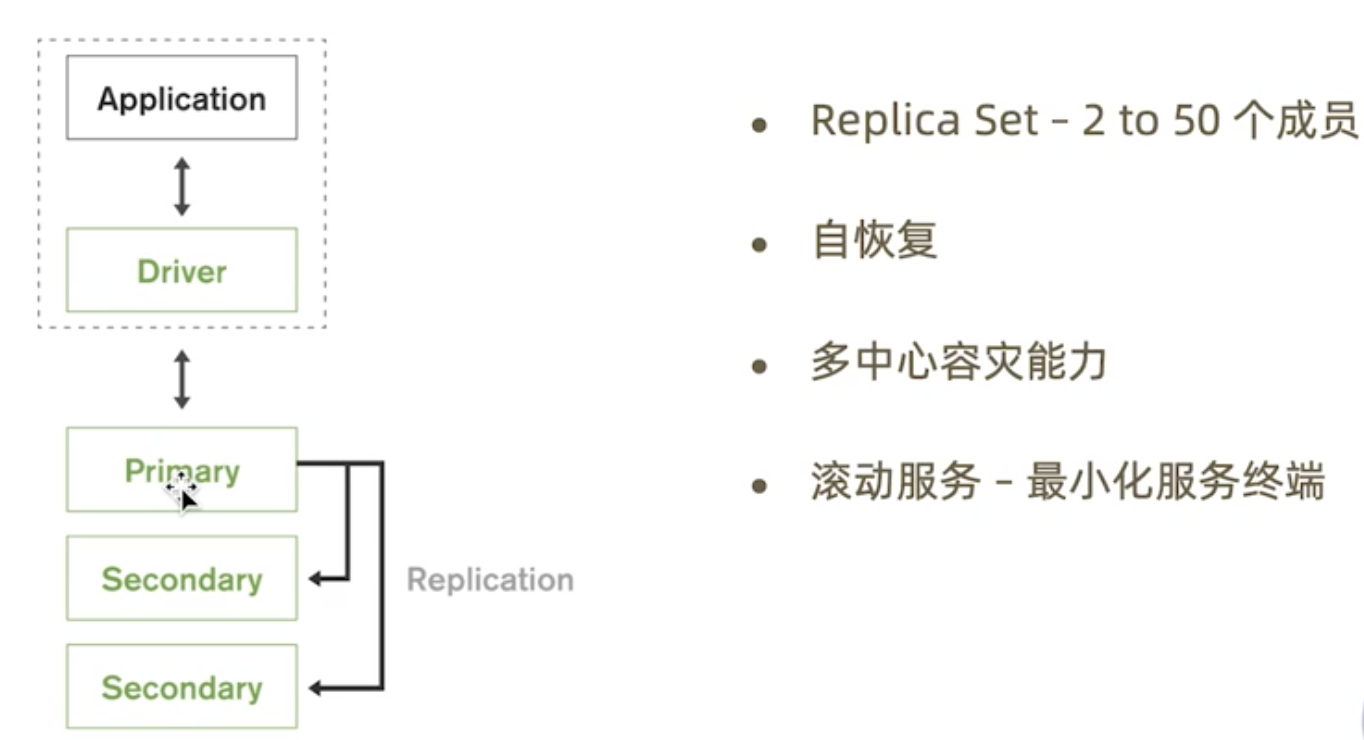 Application
Driver
Primary
Secondary
Replication
Secondary
Replica Set – 2 to 50 个成员
自恢复
多中心容灾能力
滚动服务 – 最小化服务终端